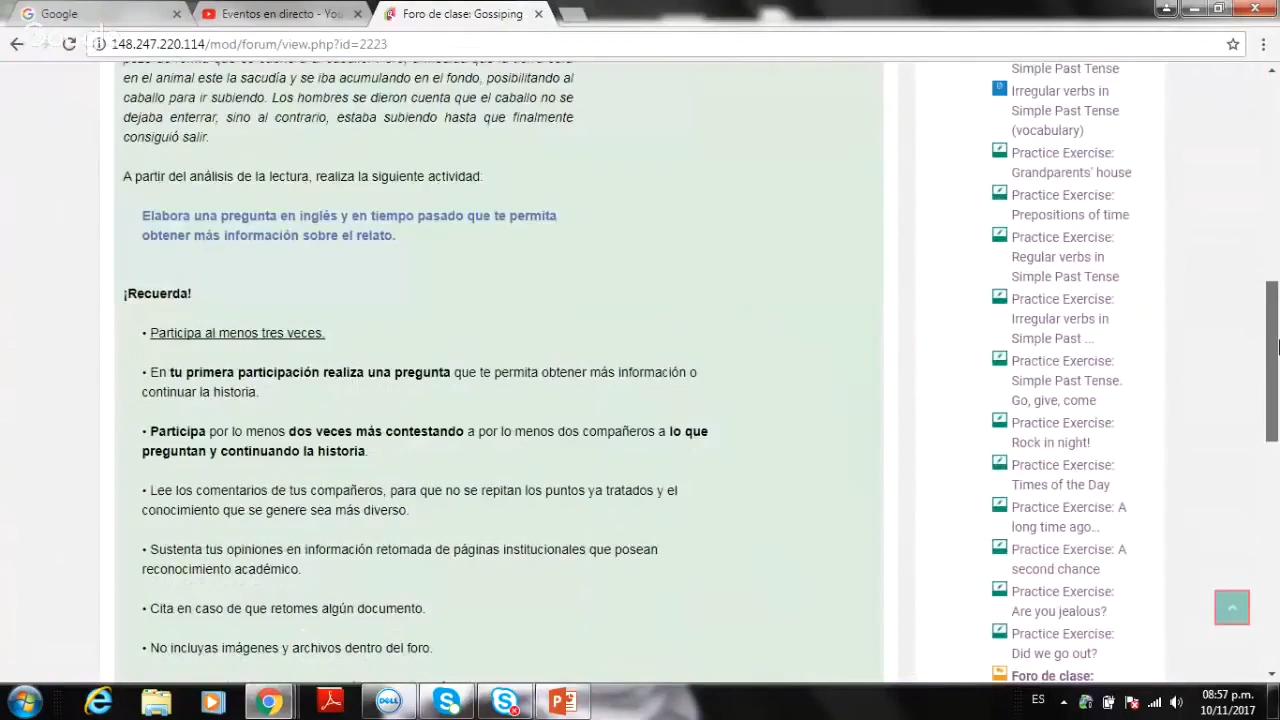 Google
Eventos en directo - You
Foro de clase: Gossiping
148.247.220.114/mod/forum/view.php?id=2223
en el animal este la sacudía y se iba acumulando en el fondo, posibilitando al
caballo para ir subiendo. Los hombres se dieron cuenta que el caballo no se
dejaba enterrar, sino al contrario, estaba subiendo hasta que finalmente
consiguió salir.
A partir del análisis de la lectura, realiza la siguiente actividad:
Elabora una pregunta en inglés y en tiempo pasado que te permita
obtener más información sobre el relato.
¡Recuerda!
• Participa al menos tres veces.
• En tu primera participación realiza una pregunta que te permita obtener más información o
continuar la historia.
• Participa por lo menos dos veces más contestando a por lo menos dos compañeros a lo que
preguntan y continuando la historia.
• Lee los comentarios de tus compañeros, para que no se repitan los puntos ya tratados y el
conocimiento que se genere sea más diverso.
• Sustenta tus opiniones en información retomada de páginas institucionales que posean
reconocimiento académico.
• Cita en caso de que retomes algún documento.
• No incluyas imágenes y archivos dentro del foro.
Simple Past Tense
Irregular verbs in
Simple Past Tense
(vocabulary)
Practice Exercise:
Grandparents' house
Practice Exercise:
Prepositions of time
Practice Exercise:
Regular verbs in
Simple Past Tense
Practice Exercise:
Irregular verbs in
Simple Past ...
Practice Exercise:
Simple Past Tense.
Go, give, come
Practice Exercise:
Rock in night!
Practice Exercise:
Times of the Day
Practice Exercise: A
long time ago...
Practice Exercise: A
second chance
Practice Exercise:
Are you jealous?
Practice Exercise:
Did we go out?
Foro de clase:
DELL
ES
08:57 p.m.
10/11/2017